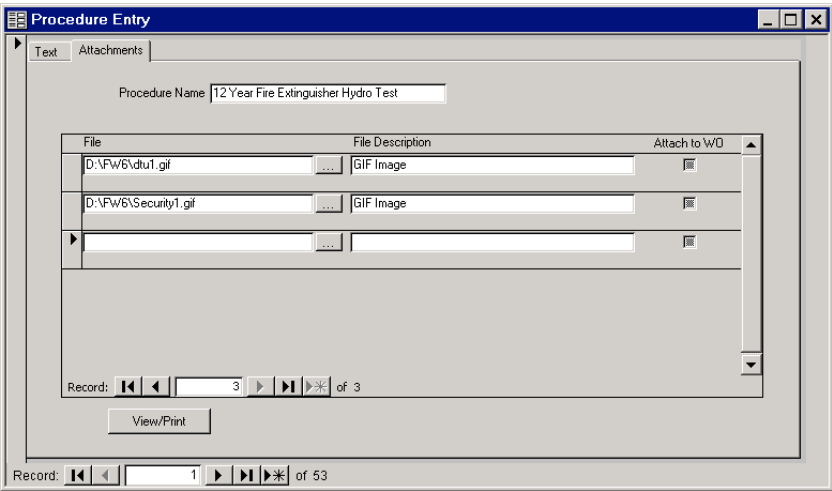 Procedure Entry
Text Attachments
Procedure Name 12 Year Fire Extinguisher Hydro Test
File File Description Attach to WO
D:\FW6\dtu1.gif ... GIF Image
D:\FW6\Security1.gif ... GIF Image
...
Record: 3 of 3
View/Print
Record: 1 of 53